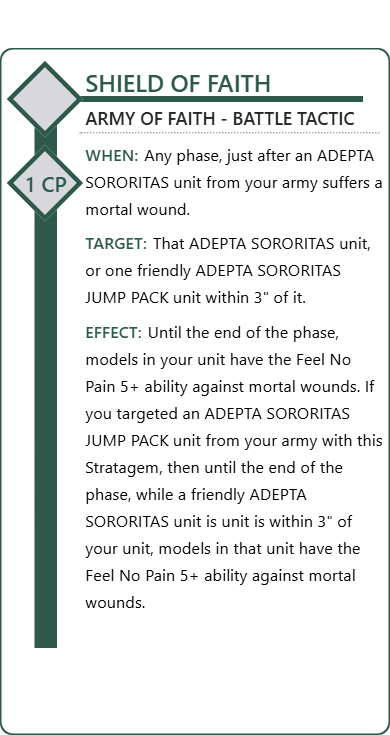 SHIELD OF FAITH
ARMY OF FAITH - BATTLE TACTIC
WHEN: Any phase, just after an ADEPTA
1 CP
SORORITAS unit from your army suffers a
mortal wound.
TARGET: That ADEPTA SORORITAS unit,
or one friendly ADEPTA SORORITAS
JUMP PACK unit within 3" of it.
EFFECT: Until the end of the phase,
models in your unit have the Feel No
Pain 5+ ability against mortal wounds. If
you targeted an ADEPTA SORORITAS
JUMP PACK unit from your army with this
Stratagem, then until the end of the
phase, while a friendly ADEPTA
SORORITAS unit is unit is within 3" of
your unit, models in that unit have the
Feel No Pain 5+ ability against mortal
wounds.